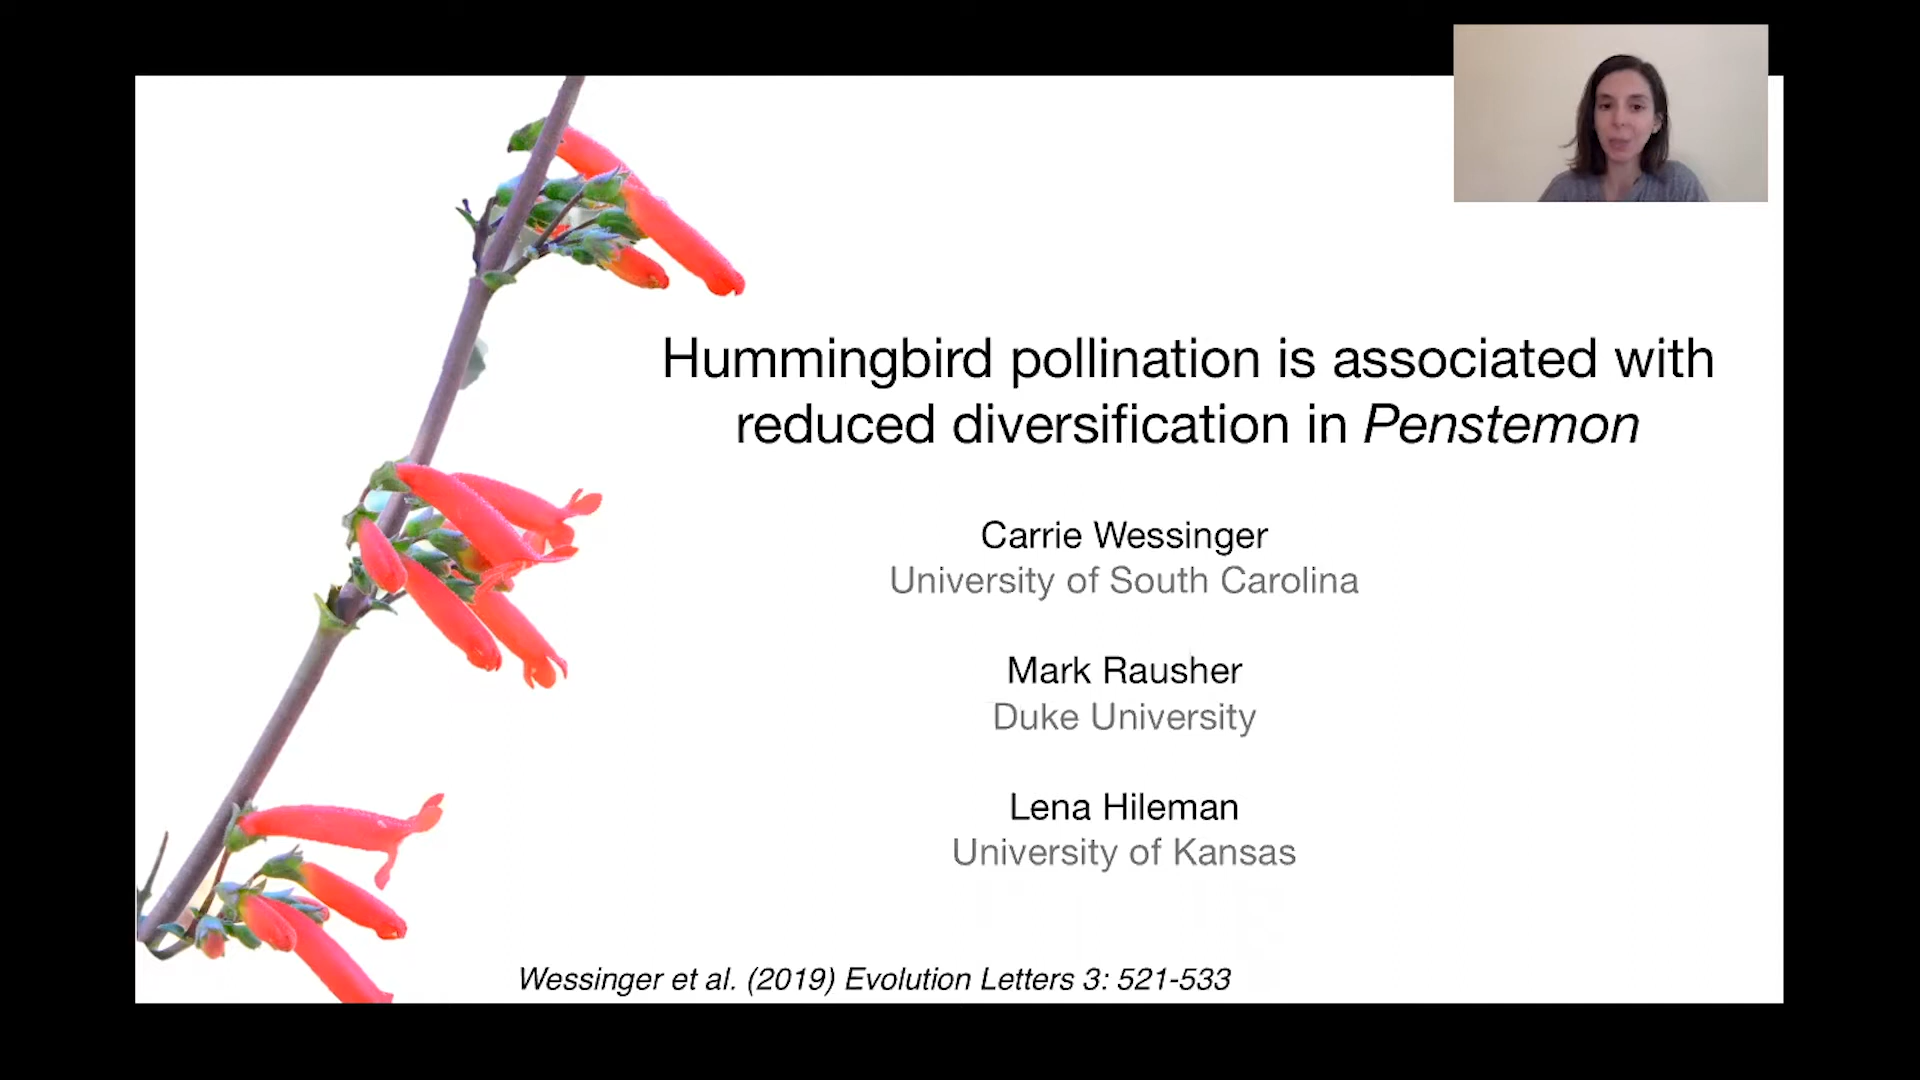 Hummingbird pollination is associated with
reduced diversification in Penstemon
Carrie Wessinger
University of South Carolina
Mark Rausher
Duke University
Lena Hileman
University of Kansas
Wessinger et al. (2019) Evolution Letters 3: 521-533